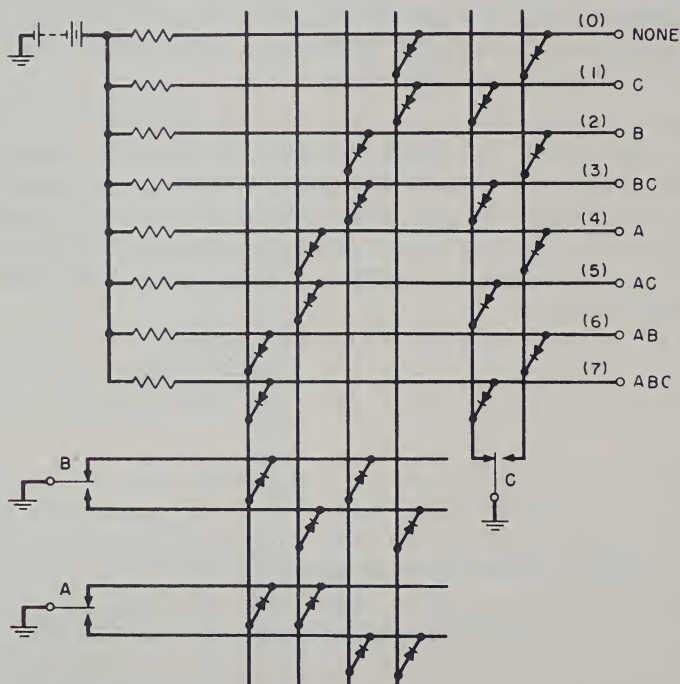 (0) NONE
(1) C
(2) B
(3) BC
(4) A
(5) AC
(6) AB
(7) ABC
B
C
A